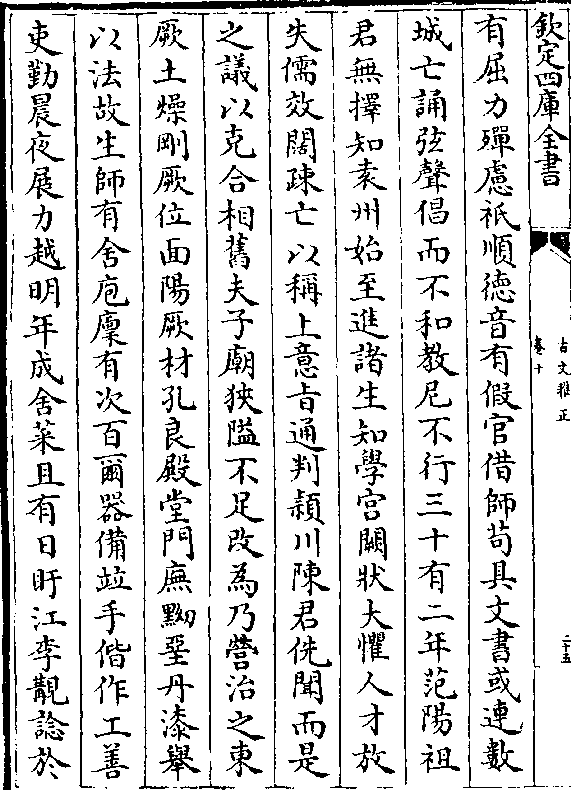 欽定四庫全書
古文雅正
卷十
二十五
有屈力殫慮祇順德音有假官借師苟具文書或連數
城亡誦弦聲倡而不和教尼不行三十有二年范陽祖
君無擇知袁州始至進諸生知學宮闕狀大懼人才放
失儒效闊疎亡以稱上意㫖通判潁川陳君侁聞而是
之議以克合相舊夫子廟狹隘不足改為乃營治之東
厥土燥剛厥位面陽厥材孔良殿堂門廡黝堊丹漆舉
以法故生師有舍庖廩有次百爾器備竝手偕作工善
吏勤晨夜展力越明年成舍菜且有日盱江李覯諗於